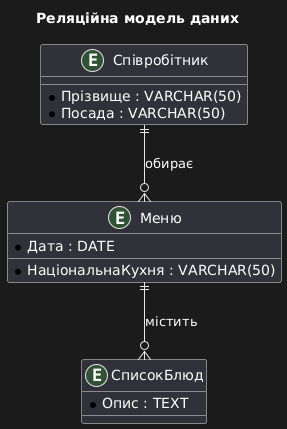 Реляційна модель даних
E Співробітник
Прізвище : VARCHAR(50)
Посада : VARCHAR(50)
обирає
E Меню
Дата : DATE
НаціональнаКухня : VARCHAR(50)
містить
E СписокБлюд
Опис : TEXT